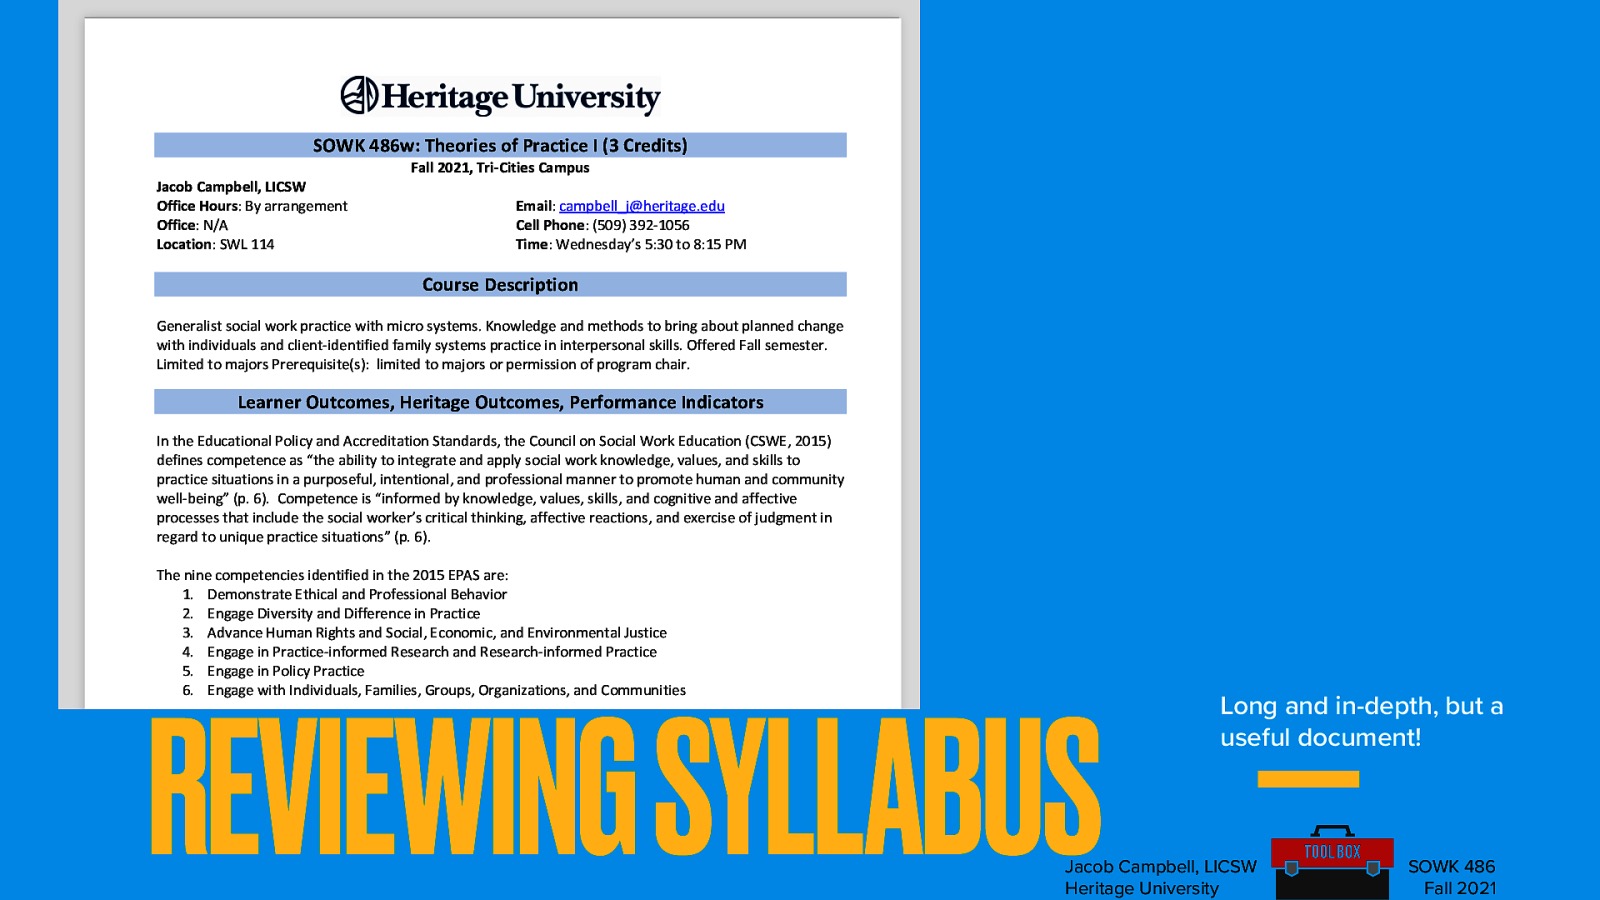 Heritage University
SOWK 486w: Theories of Practice I (3 Credits)
Fall 2021, Tri-Cities Campus
Jacob Campbell, LICSW
Office Hours: By arrangement
Email: campbell_j@heritage.edu
Office: N/A
Cell Phone: (509) 392-1056
Location: SWL 114
Time: Wednesday’s 5:30 to 8:15 PM
Course Description
Generalist social work practice with micro systems. Knowledge and methods to bring about planned change
with individuals and client-identified family systems practice in interpersonal skills. Offered Fall semester.
Limited to majors Prerequisite(s):  limited to majors or permission of program chair.
Learner Outcomes, Heritage Outcomes, Performance Indicators
In the Educational Policy and Accreditation Standards, the Council on Social Work Education (CSWE, 2015)
defines competence as “the ability to integrate and apply social work knowledge, values, and skills to
practice situations in a purposeful, intentional, and professional manner to promote human and community
well-being” (p. 6).  Competence is “informed by knowledge, values, skills, and cognitive and affective
processes that include the social worker’s critical thinking, affective reactions, and exercise of judgment in
regard to unique practice situations” (p. 6).
The nine competencies identified in the 2015 EPAS are:
1. Demonstrate Ethical and Professional Behavior
2. Engage Diversity and Difference in Practice
3. Advance Human Rights and Social, Economic, and Environmental Justice
4. Engage in Practice-informed Research and Research-informed Practice
5. Engage in Policy Practice
6. Engage with Individuals, Families, Groups, Organizations, and Communities
REVIEWING SYLLABUS
Long and in-depth, but a
useful document!
Jacob Campbell, LICSW
Heritage University
TOOL BOX
SOWK 486
Fall 2021